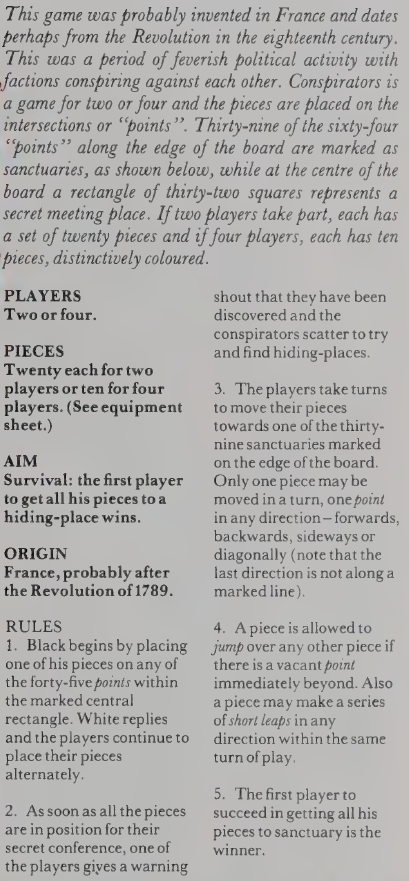 This game was probably invented in France and dates
perhaps from the Revolution in the eighteenth century.
This was a period of feverish political activity with
factions conspiring against each other. Conspirators is
a game for two or four and the pieces are placed on the
intersections or “points”. Thirty-nine of the sixty-four
“points” along the edge of the board are marked as
sanctuaries, as shown below, while at the centre of the
board a rectangle of thirty-two squares represents a
secret meeting place. If two players take part, each has
a set of twenty pieces and if four players, each has ten
pieces, distinctively coloured.
PLAYERS
Two or four.
PIECES
Twenty each for two
players or ten for four
players. (See equipment
sheet.)
AIM
Survival: the first player
to get all his pieces to a
hiding-place wins.
ORIGIN
France, probably after
the Revolution of 1789.
RULES
1. Black begins by placing
one of his pieces on any of
the forty-five points within
the marked central
rectangle. White replies
and the players continue to
place their pieces
alternately.
2. As soon as all the pieces
are in position for their
secret conference, one of
the players gives a warning
shout that they have been
discovered and the
conspirators scatter to try
and find hiding-places.
3. The players take turns
to move their pieces
towards one of the thirty-
nine sanctuaries marked
on the edge of the board.
Only one piece may be
moved in a turn, one point
in any direction – forwards,
backwards, sideways or
diagonally (note that the
last direction is not along a
marked line).
4. A piece is allowed to
jump over any other piece if
there is a vacant point
immediately beyond. Also
a piece may make a series
of short leaps in any
direction within the same
turn of play.
5. The first player to
succeed in getting all his
pieces to sanctuary is the
winner.